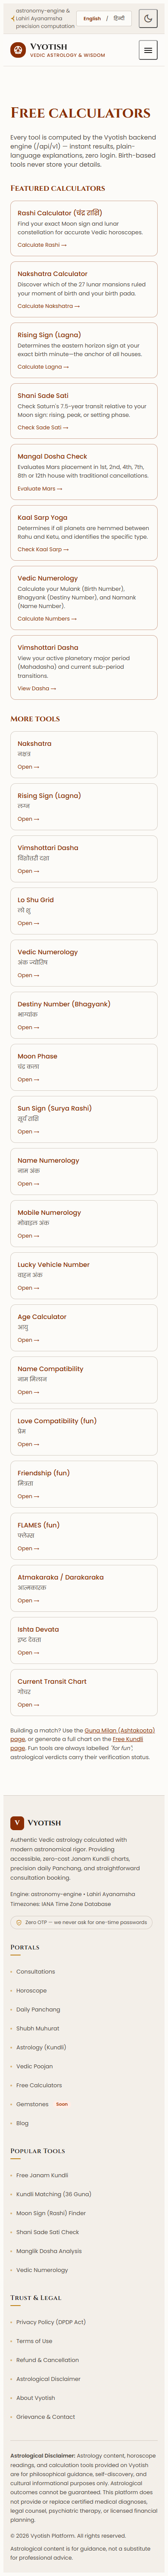 astronomy-engine &
Lahiri Ayanamsha
precision computation
English / हिन्दी
VYOTISH
VEDIC ASTROLOGY & WISDOM
FREE CALCULATORS
Every tool is computed by the Vyotish backend
engine (/api/v1) — instant results, plain-
language explanations, zero login. Birth-based
tools never store your details.
FEATURED CALCULATORS
Rashi Calculator (चंद्र राशि)
Find your exact Moon sign and lunar
constellation for accurate Vedic horoscopes.
Calculate Rashi →
Nakshatra Calculator
Discover which of the 27 lunar mansions ruled
your moment of birth and your birth pada.
Calculate Nakshatra →
Rising Sign (Lagna)
Determines the eastern horizon sign at your
exact birth minute—the anchor of all houses.
Calculate Lagna →
Shani Sade Sati
Check Saturn's 7.5-year transit relative to your
Moon sign: rising, peak, or setting phase.
Check Sade Sati →
Mangal Dosha Check
Evaluates Mars placement in 1st, 2nd, 4th, 7th,
8th or 12th house with traditional cancellations.
Evaluate Mars →
Kaal Sarp Yoga
Determines if all planets are hemmed between
Rahu and Ketu, and identifies the specific type.
Check Kaal Sarp →
Vedic Numerology
Calculate your Mulank (Birth Number),
Bhagyank (Destiny Number), and Namank
(Name Number).
Calculate Numbers →
Vimshottari Dasha
View your active planetary major period
(Mahadasha) and current sub-period
transitions.
View Dasha →
MORE TOOLS
Nakshatra
नक्षत्र
Open →
Rising Sign (Lagna)
लग्न
Open →
Vimshottari Dasha
विंशोत्तरी दशा
Open →
Lo Shu Grid
लो शु
Open →
Vedic Numerology
अंक ज्योतिष
Open →
Destiny Number (Bhagyank)
भाग्यांक
Open →
Moon Phase
चंद्र कला
Open →
Sun Sign (Surya Rashi)
सूर्य राशि
Open →
Name Numerology
नाम अंक
Open →
Mobile Numerology
मोबाइल अंक
Open →
Lucky Vehicle Number
वाहन अंक
Open →
Age Calculator
आयु
Open →
Name Compatibility
नाम मिलान
Open →
Love Compatibility (fun)
प्रेम
Open →
Friendship (fun)
मित्रता
Open →
FLAMES (fun)
फ्लेम्स
Open →
Atmakaraka / Darakaraka
आत्मकारक
Open →
Ishta Devata
इष्ट देवता
Open →
Current Transit Chart
गोचर
Open →
Building a match? Use the Guna Milan (Ashtakoota)
page, or generate a full chart on the Free Kundli
page. Fun tools are always labelled "for fun";
astrological verdicts carry their verification status.
V VYOTISH
Authentic Vedic astrology calculated with
modern astronomical rigor. Providing
accessible, zero-cost Janam Kundli charts,
precision daily Panchang, and straightforward
consultation booking.
Engine: astronomy-engine • Lahiri Ayanamsa
Timezones: IANA Time Zone Database
Zero OTP — we never ask for one-time passwords
PORTALS
Consultations
Horoscope
Daily Panchang
Shubh Muhurat
Astrology (Kundli)
Vedic Poojan
Free Calculators
Gemstones Soon
Blog
POPULAR TOOLS
Free Janam Kundli
Kundli Matching (36 Guna)
Moon Sign (Rashi) Finder
Shani Sade Sati Check
Manglik Dosha Analysis
Vedic Numerology
TRUST & LEGAL
Privacy Policy (DPDP Act)
Terms of Use
Refund & Cancellation
Astrological Disclaimer
About Vyotish
Grievance & Contact
Astrological Disclaimer: Astrology content, horoscope
readings, and calculation tools provided on Vyotish
are for philosophical guidance, self-discovery, and
cultural informational purposes only. Astrological
outcomes cannot be guaranteed. This platform does
not provide or replace certified medical diagnoses,
legal counsel, psychiatric therapy, or licensed financial
planning.
© 2026 Vyotish Platform. All rights reserved.
Astrological content is for guidance, not a substitute
for professional advice.